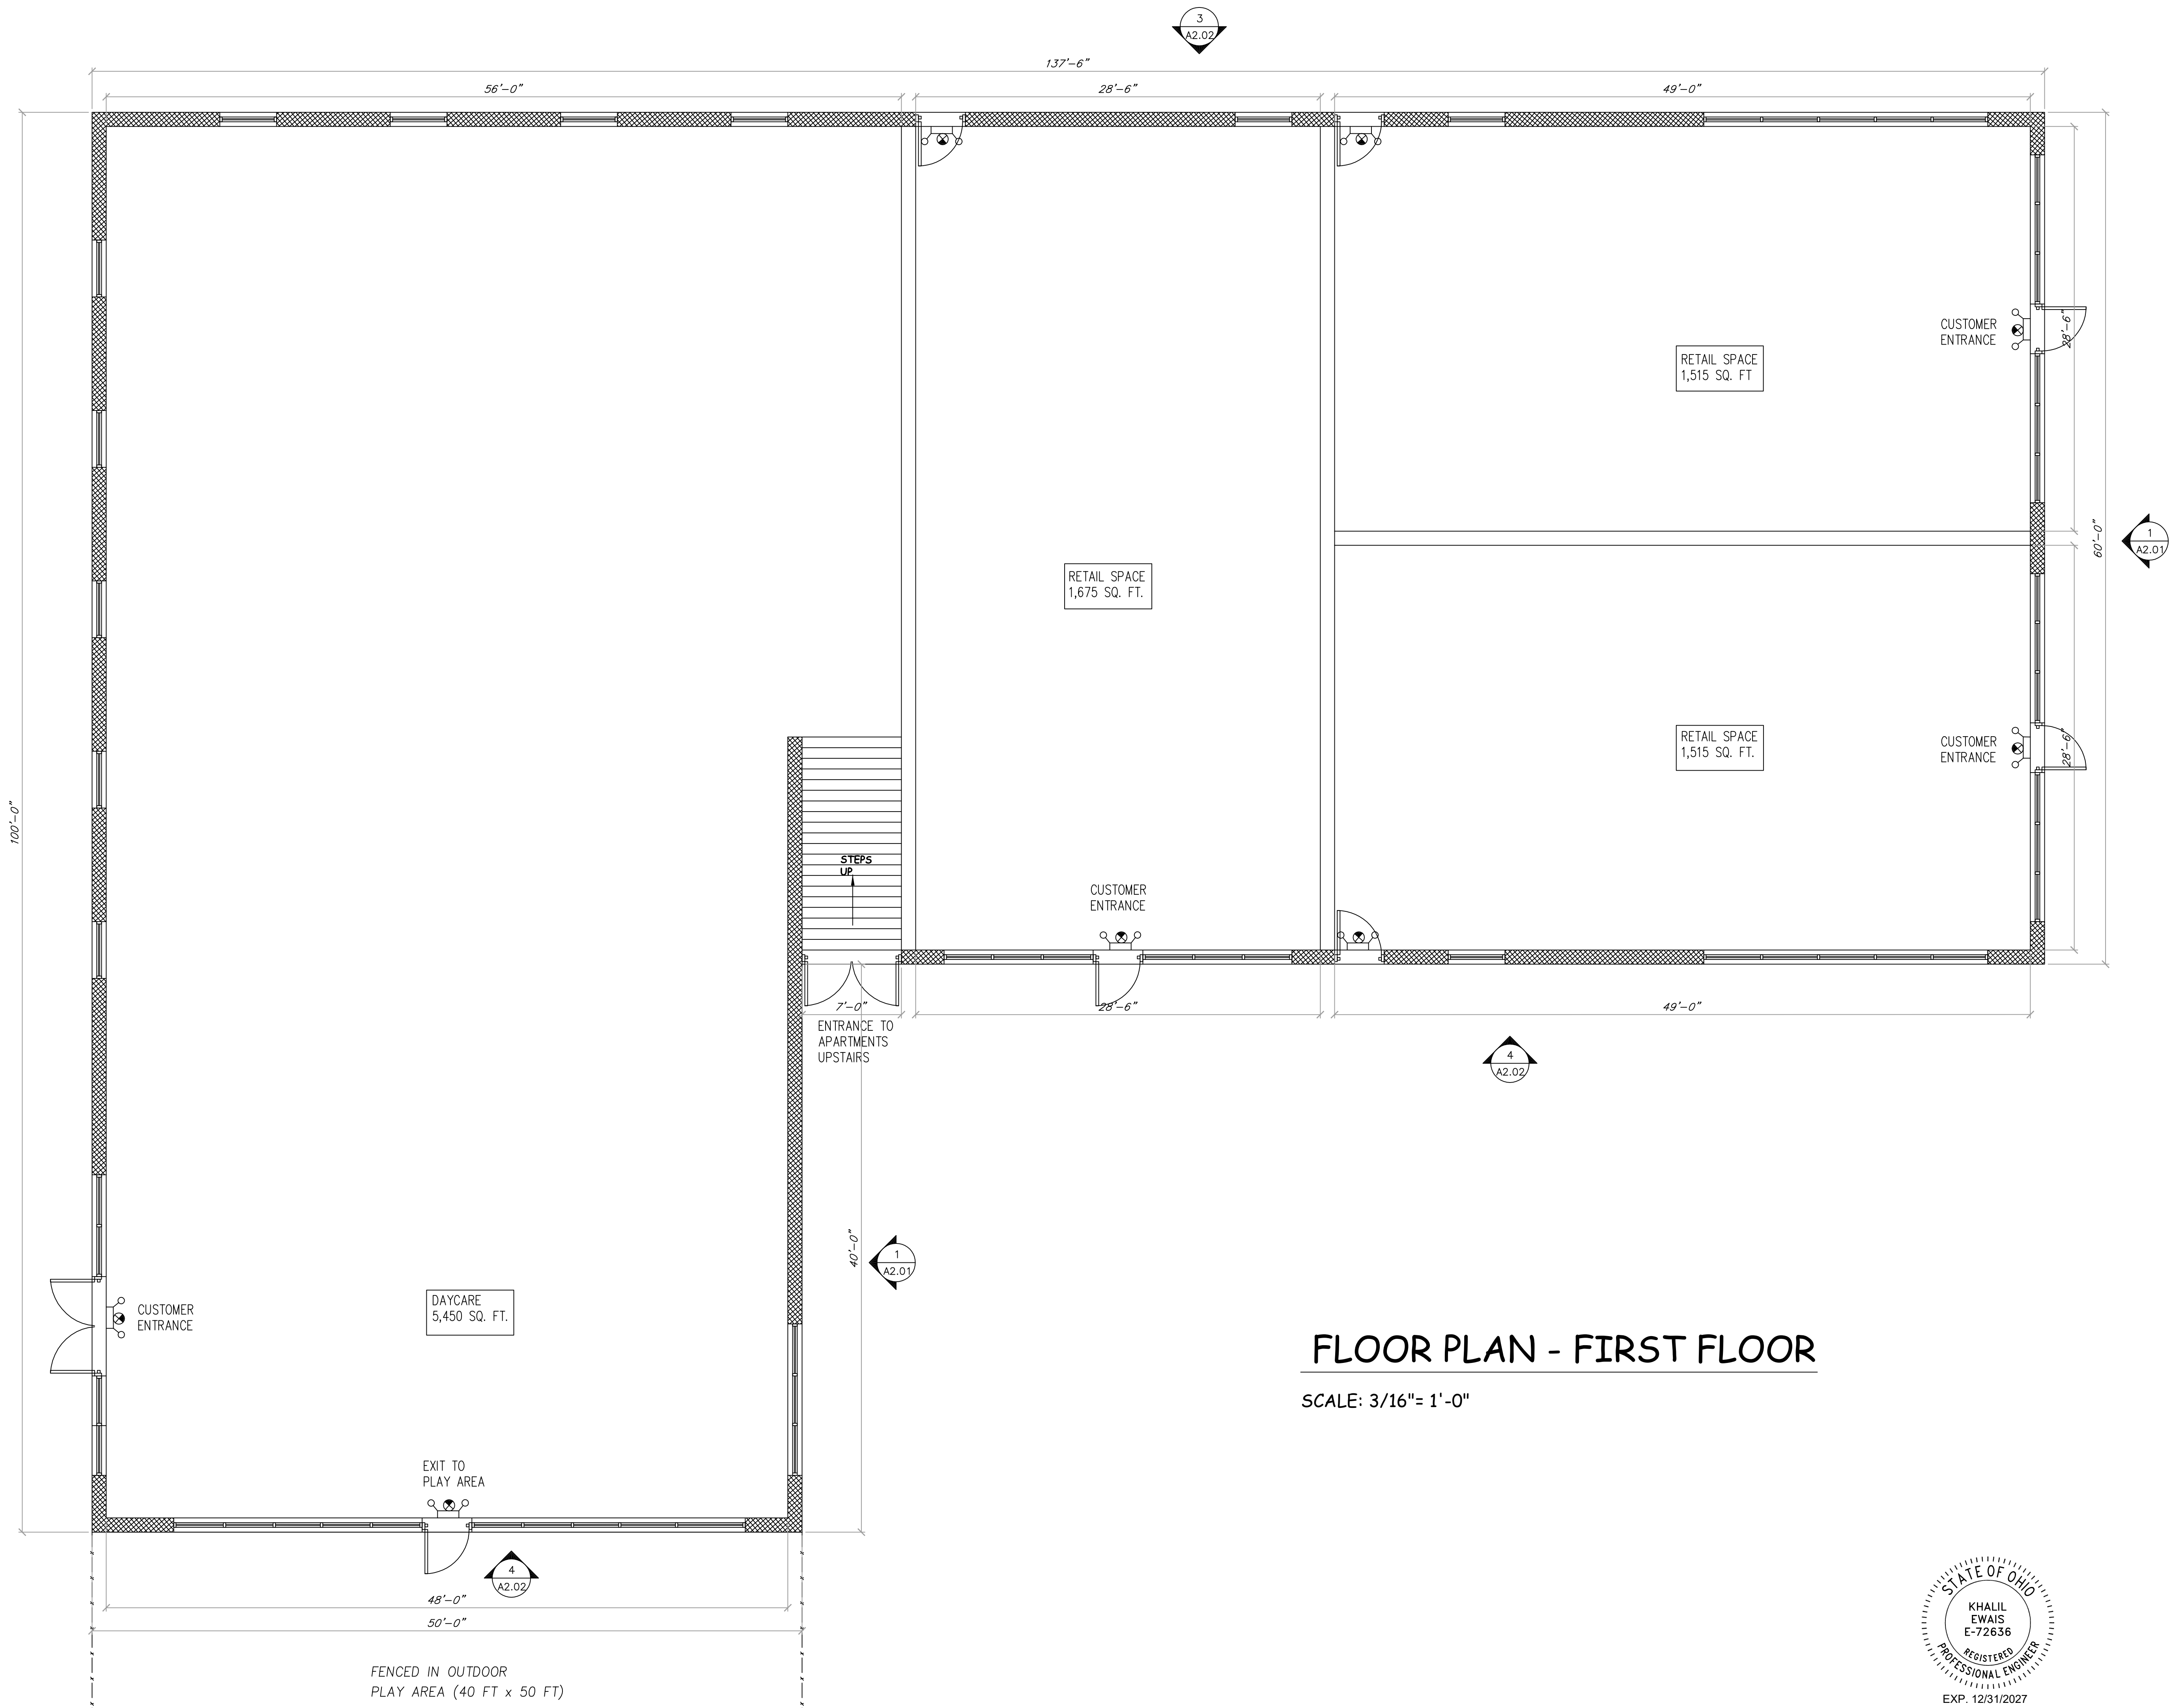 3
A2.02
137'-6"
56'-0"
28'-6"
49'-0"
CUSTOMER
ENTRANCE
28'-6"
RETAIL SPACE
1,515 SQ. FT
60'-0"
1
A2.01
RETAIL SPACE
1,675 SQ. FT.
RETAIL SPACE
1,515 SQ. FT.
CUSTOMER
ENTRANCE
28'-6"
100'-0"
STEPS
UP
CUSTOMER
ENTRANCE
7'-0"
28'-6"
49'-0"
ENTRANCE TO
APARTMENTS
UPSTAIRS
4
A2.02
40'-0"
1
A2.01
DAYCARE
5,450 SQ. FT.
CUSTOMER
ENTRANCE
FLOOR PLAN - FIRST FLOOR
SCALE: 3/16"= 1'-0"
EXIT TO
PLAY AREA
4
A2.02
48'-0"
50'-0"
FENCED IN OUTDOOR
PLAY AREA (40 FT x 50 FT)
STATE OF OHIO
KHALIL
EWAIS
E-72636
REGISTERED
PROFESSIONAL ENGINEER
EXP. 12/31/2027